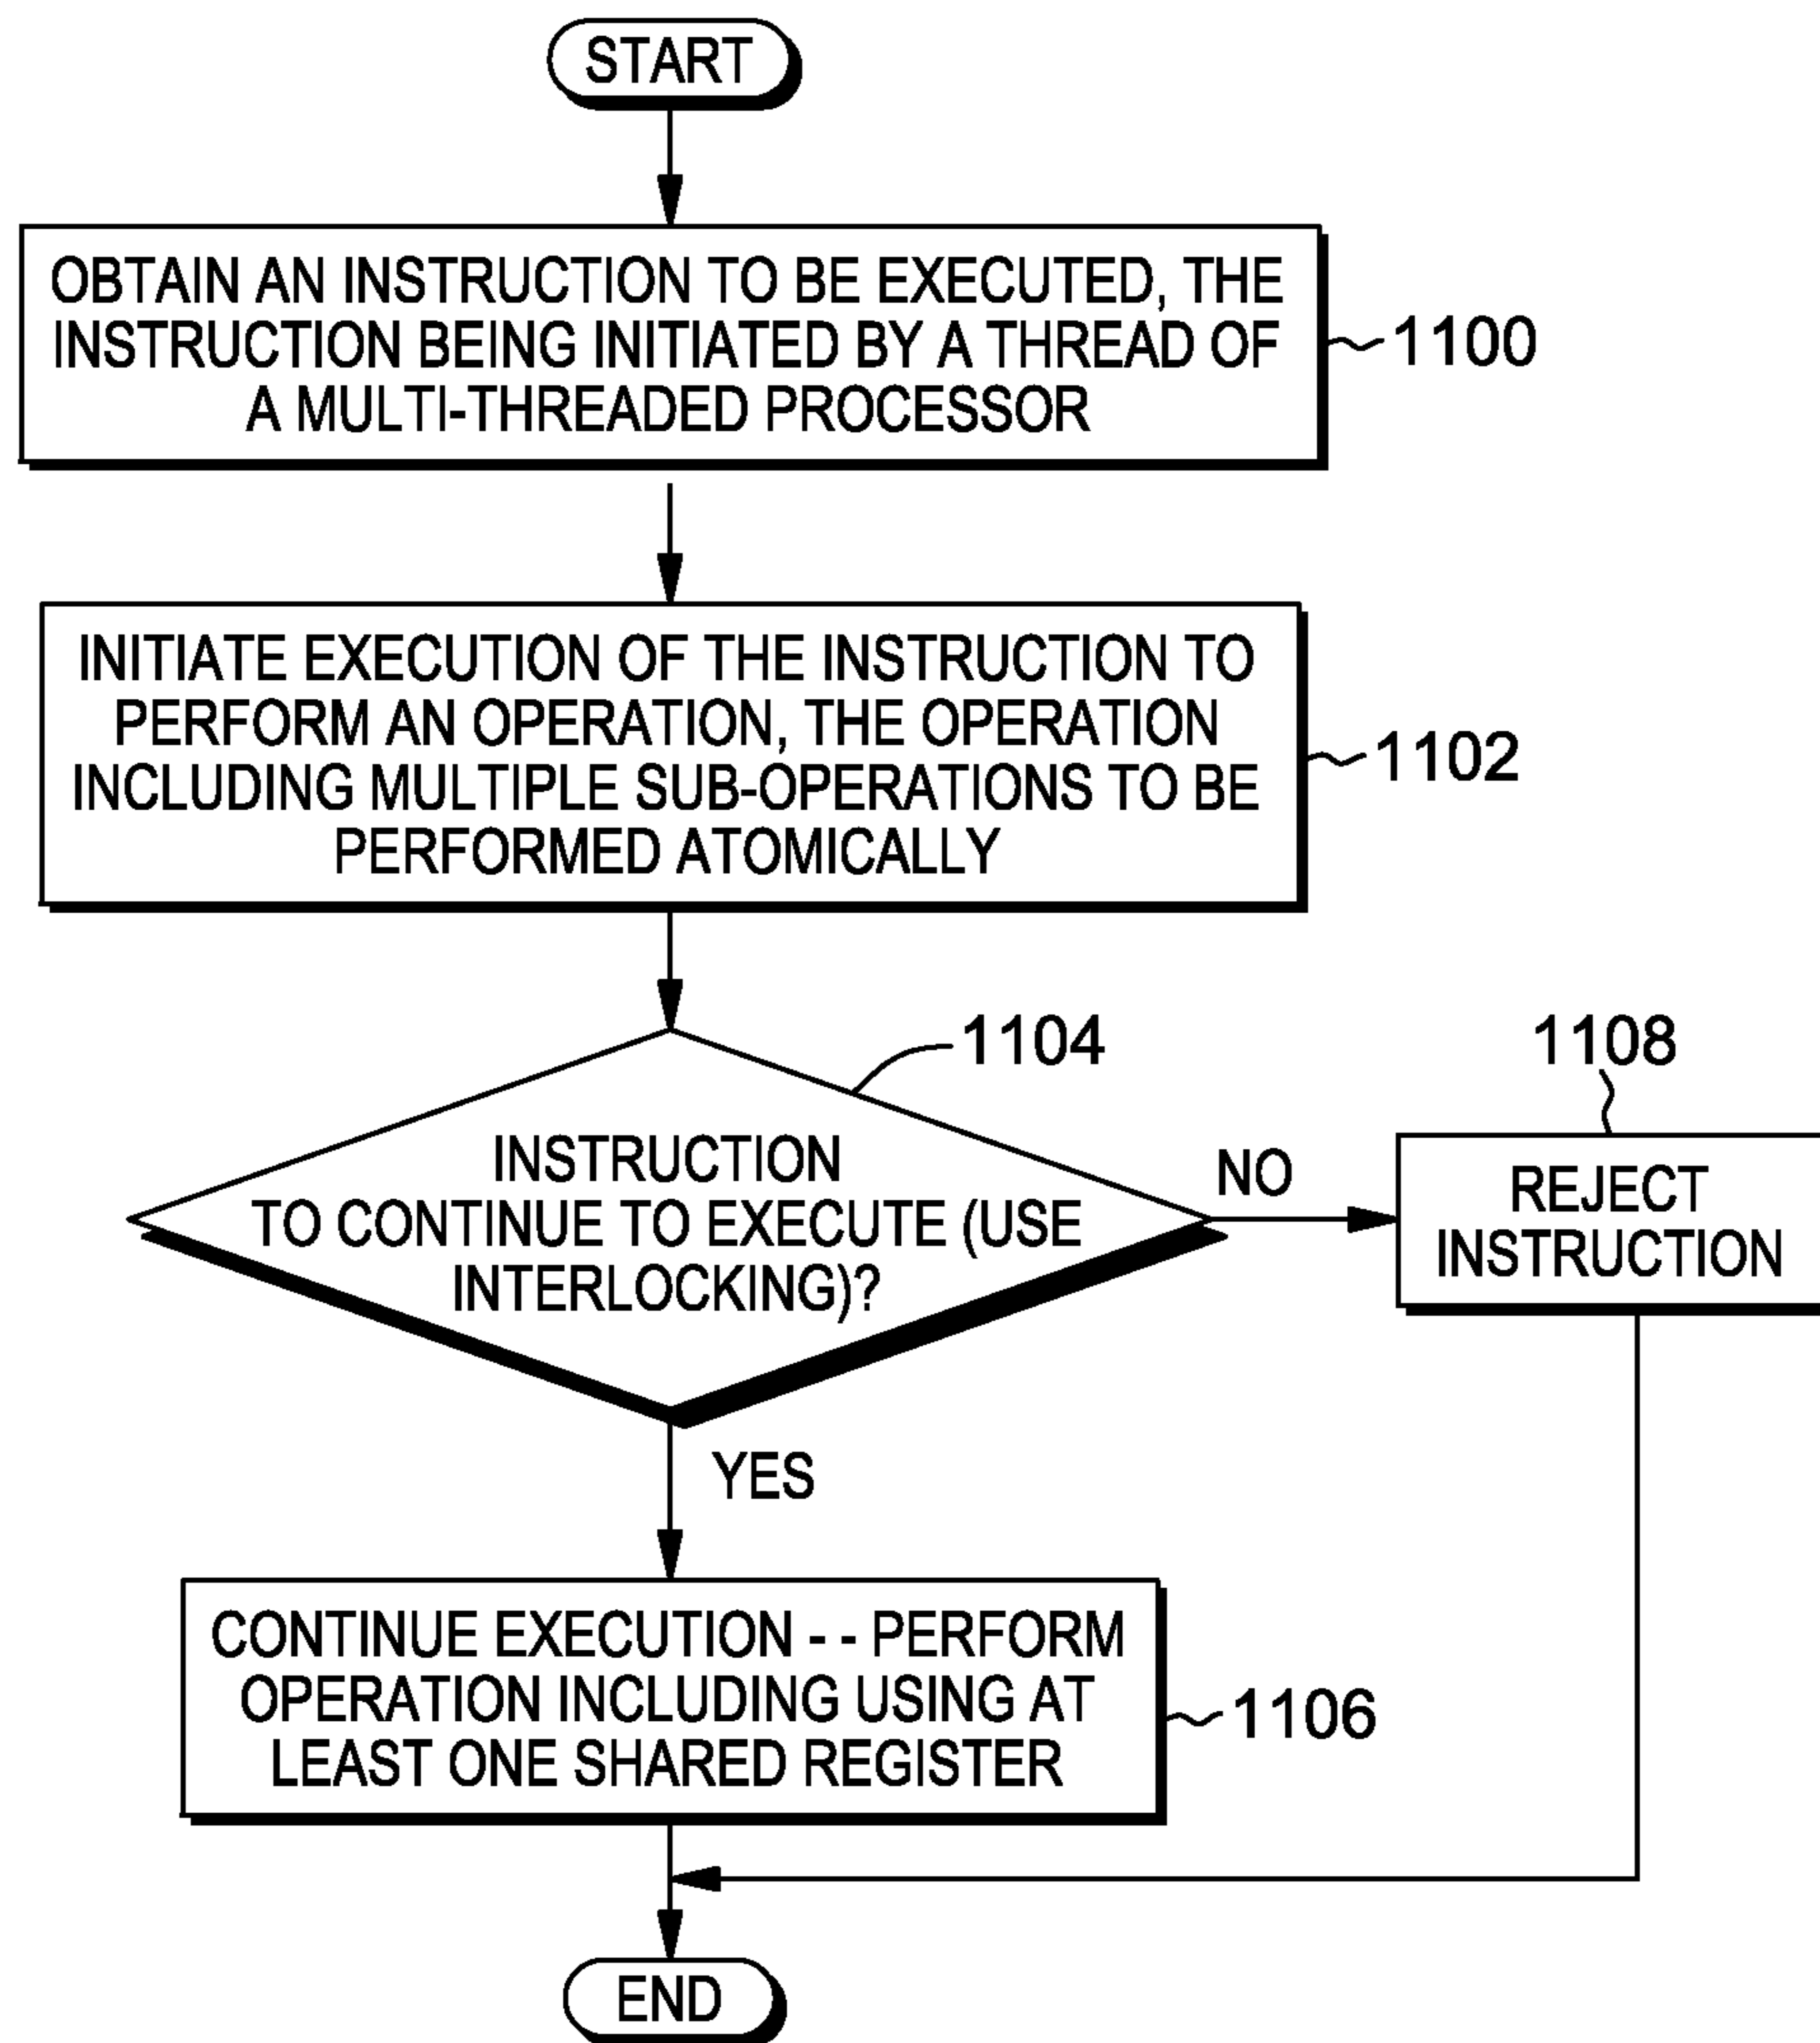 START
OBTAIN AN INSTRUCTION TO BE EXECUTED, THE
INSTRUCTION BEING INITIATED BY A THREAD OF
A MULTI-THREADED PROCESSOR
1100
INITIATE EXECUTION OF THE INSTRUCTION TO
PERFORM AN OPERATION, THE OPERATION
INCLUDING MULTIPLE SUB-OPERATIONS TO BE
PERFORMED ATOMICALLY
1102
1104
INSTRUCTION
TO CONTINUE TO EXECUTE (USE
INTERLOCKING)?
NO
1108
REJECT
INSTRUCTION
YES
CONTINUE EXECUTION - - PERFORM
OPERATION INCLUDING USING AT
LEAST ONE SHARED REGISTER
1106
END